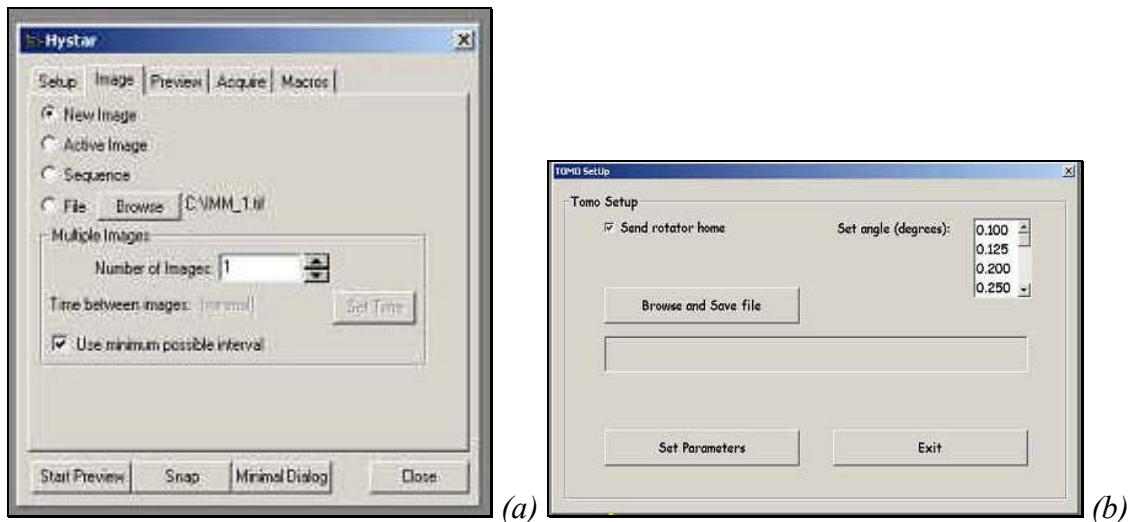 Hystar
Setup Image Preview Acquire Macros
New Image
Active Image
Sequence
File Browse C:\IMM_1.tif
Multiple Images
Number of Images: 1
Time between images: (minimal) Set Time
Use minimum possible interval
Start Preview Snap Minimal Dialog Close
(a)
TOMO SetUp
Tomo Setup
Send rotator home Set angle (degrees): 0.100
0.125
0.200
0.250
Browse and Save file
Set Parameters Exit
(b)